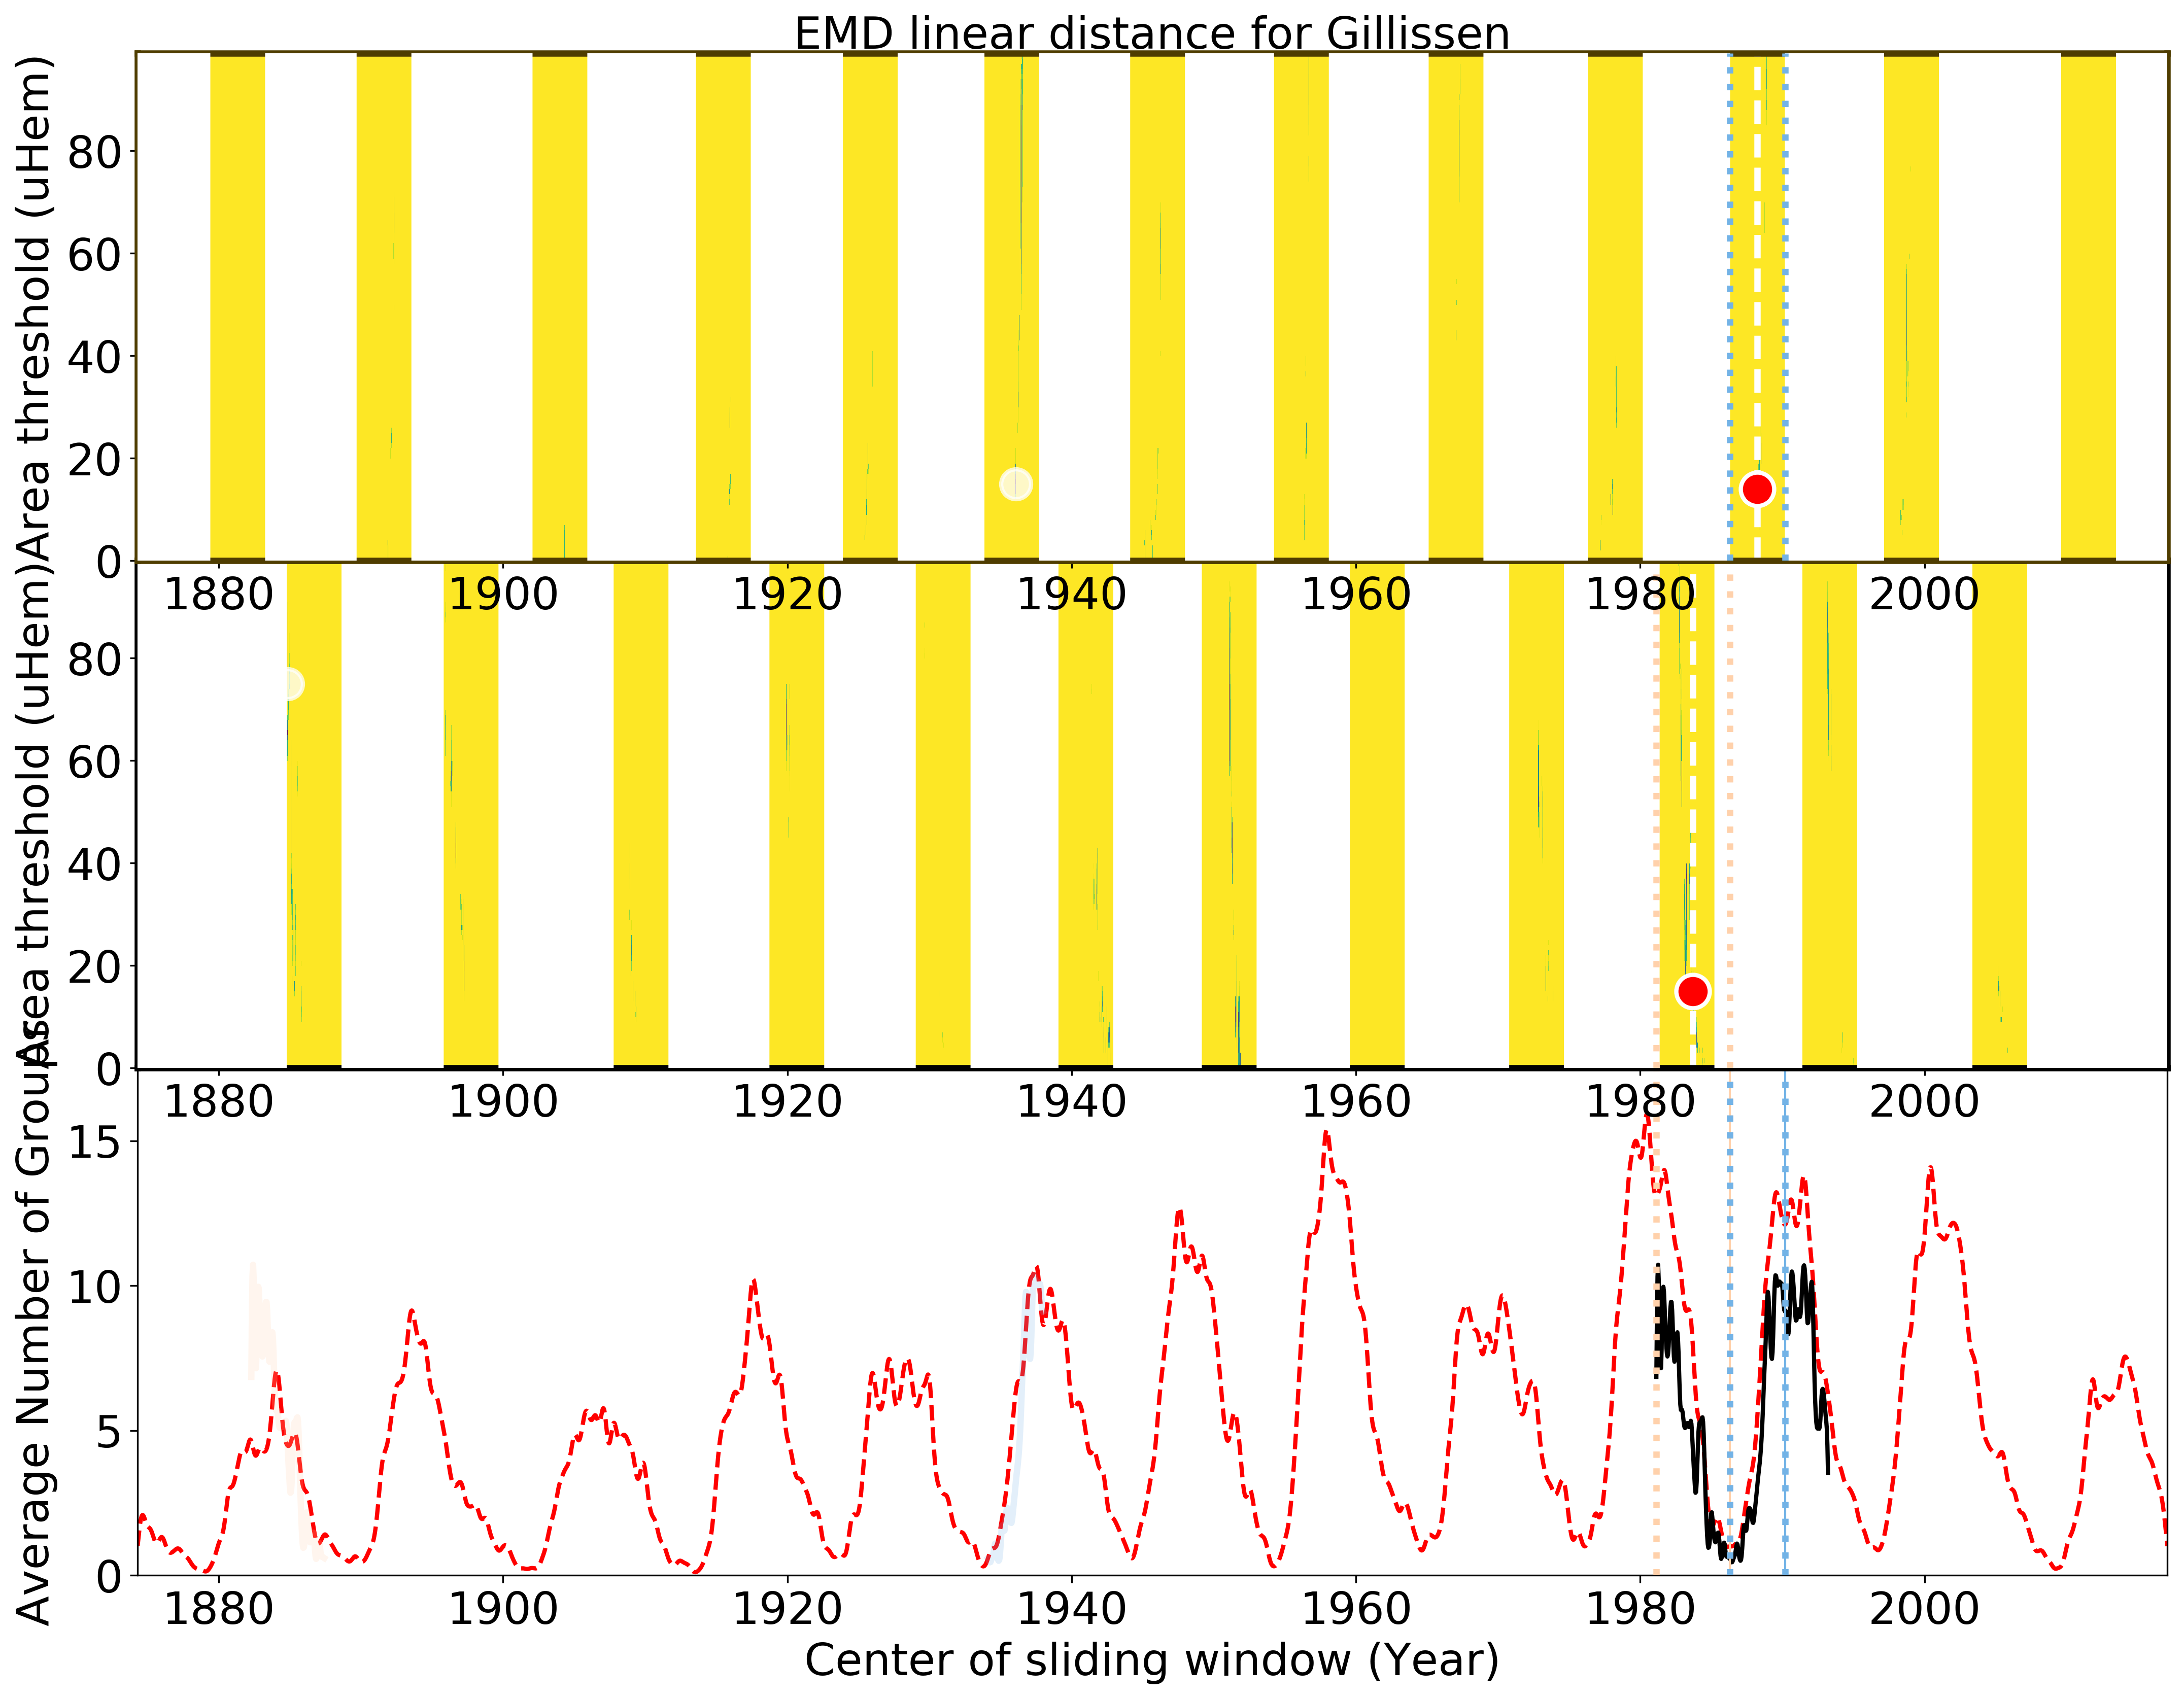 EMD linear distance for Gillissen
Area threshold (uHem)
80
60
40
20
0
1880 1900 1920 1940 1960 1980 2000
Area threshold (uHem)
80
60
40
20
0
1880 1900 1920 1940 1960 1980 2000
Average Number of Groups
15
10
5
0
1880 1900 1920 1940 1960 1980 2000
Center of sliding window (Year)